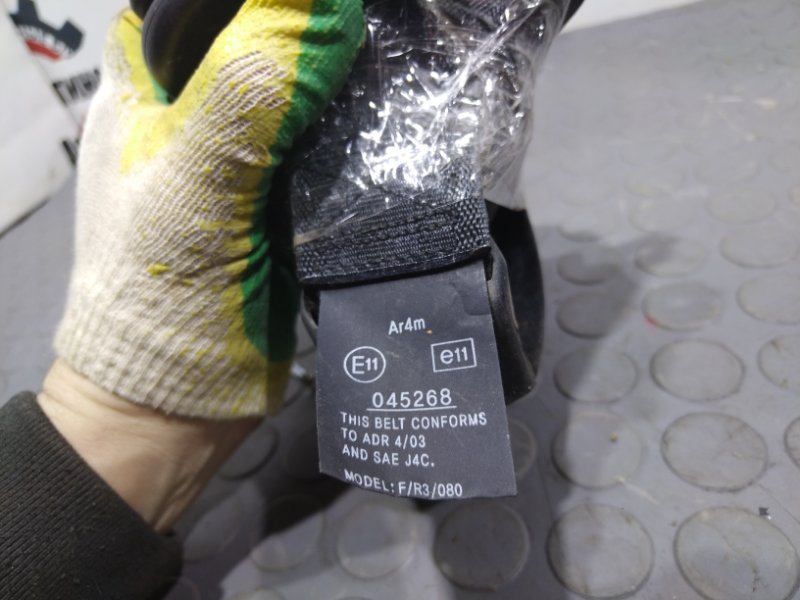 Ar4m
E11 e11
045268
THIS BELT CONFORMS
TO ADR 4/03
AND SAE J4C.
MODEL: F/R3/080